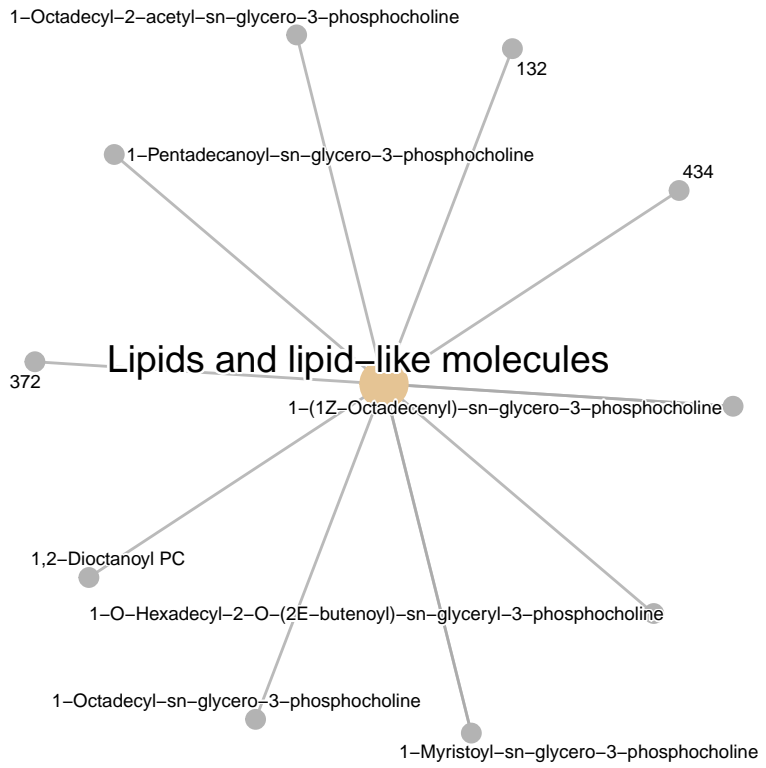 1−Octadecyl−2−acetyl−sn−glycero−3−phosphocholine
132
1−Pentadecanoyl−sn−glycero−3−phosphocholine
434
Lipids and lipid−like molecules
372
1−(1Z−Octadecenyl)−sn−glycero−3−phosphocholine
1,2−Dioctanoyl PC
1−O−Hexadecyl−2−O−(2E−butenoyl)−sn−glyceryl−3−phosphocholine
1−Octadecyl−sn−glycero−3−phosphocholine
1−Myristoyl−sn−glycero−3−phosphocholine